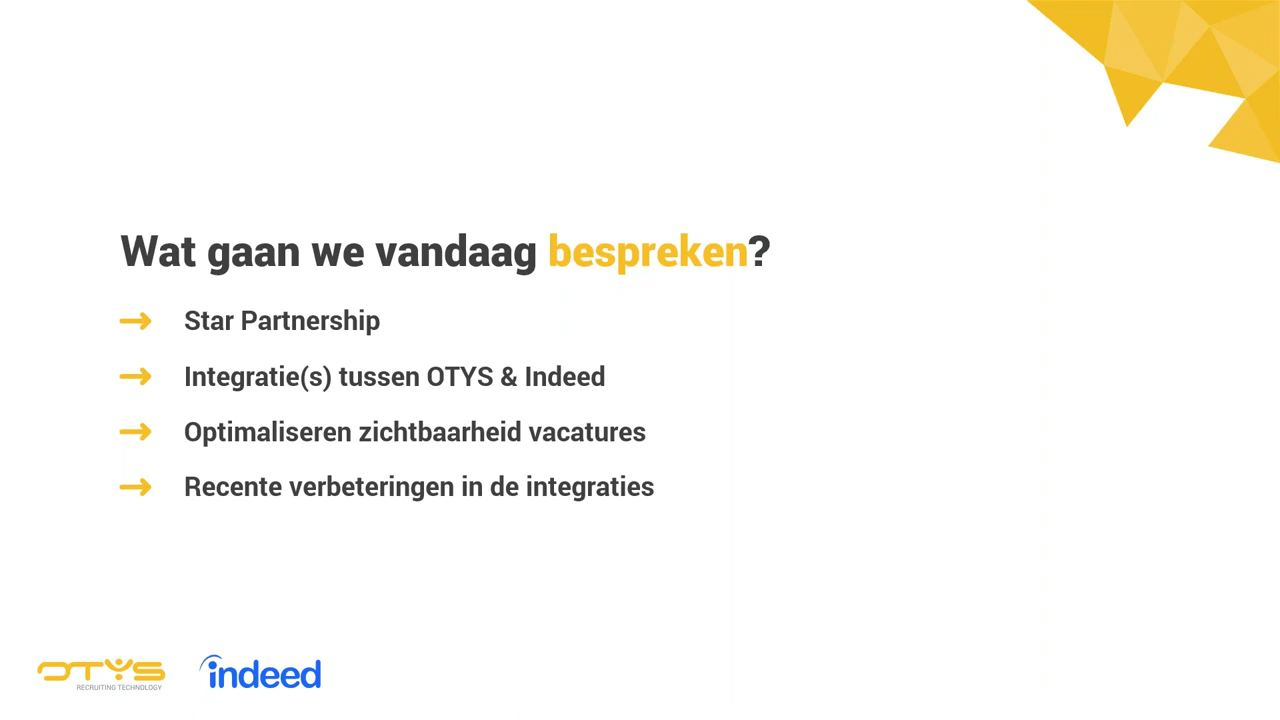 Wat gaan we vandaag bespreken?
Star Partnership
Integratie(s) tussen OTYS & Indeed
Optimaliseren zichtbaarheid vacatures
Recente verbeteringen in de integraties
OTYS
RECRUITING TECHNOLOGY
indeed